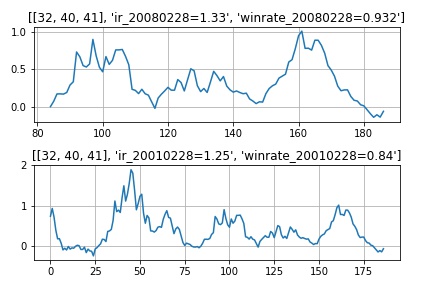 [[32, 40, 41], 'ir_20080228=1.33', 'winrate_20080228=0.932']
1.0
0.5
0.0
80 100 120 140 160 180
[[32, 40, 41], 'ir_20010228=1.25', 'winrate_20010228=0.84']
2
1
0
0 25 50 75 100 125 150 175